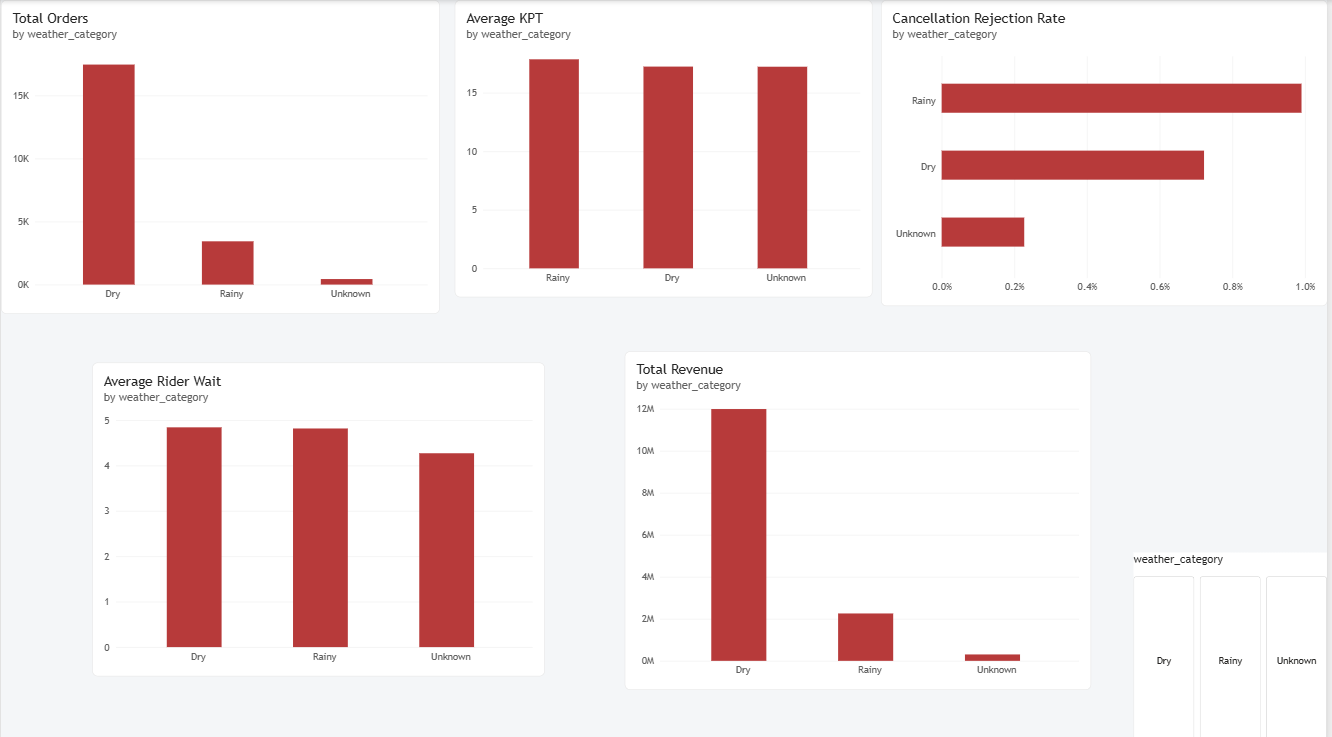 Total Orders
by weather_category
15K
10K
5K
0K
Dry
Rainy
Unknown
Average KPT
by weather_category
15
10
5
0
Rainy
Dry
Unknown
Cancellation Rejection Rate
by weather_category
Rainy
Dry
Unknown
0.0%
0.2%
0.4%
0.6%
0.8%
1.0%
Average Rider Wait
by weather_category
5
4
3
2
1
0
Dry
Rainy
Unknown
Total Revenue
by weather_category
12M
10M
8M
6M
4M
2M
0M
Dry
Rainy
Unknown
weather_category
Dry
Rainy
Unknown